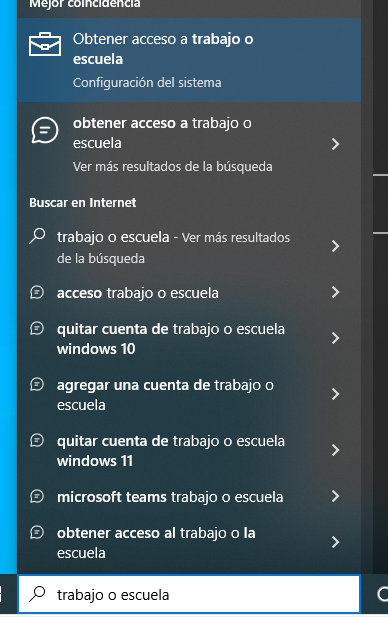 Mejor coincidencia
Obtener acceso a trabajo o
escuela
Configuración del sistema
obtener acceso a trabajo o
escuela
Ver más resultados de la búsqueda
Buscar en Internet
trabajo o escuela - Ver más resultados
de la búsqueda
acceso trabajo o escuela
quitar cuenta de trabajo o escuela
windows 10
agregar una cuenta de trabajo o
escuela
quitar cuenta de trabajo o escuela
windows 11
microsoft teams trabajo o escuela
obtener acceso al trabajo o la
escuela
trabajo o escuela